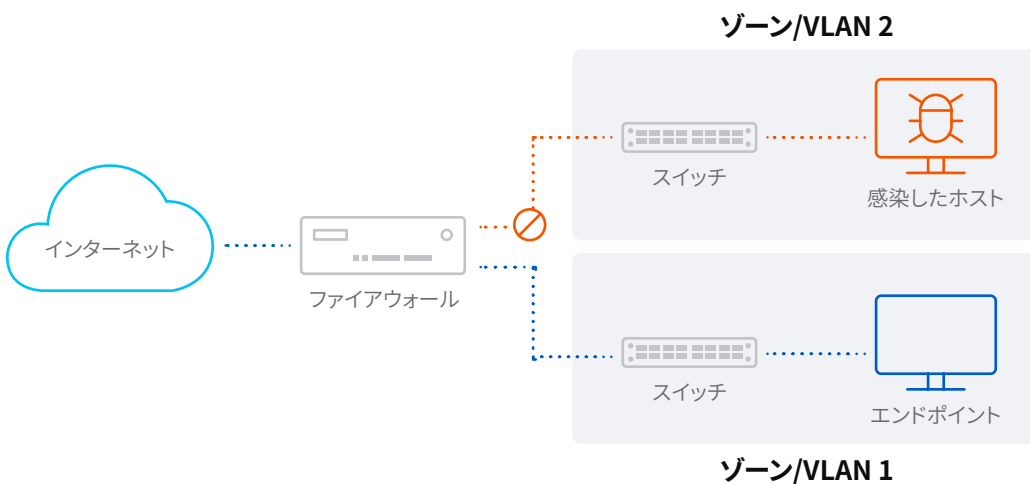 ゾーン/VLAN 2
スイッチ
感染したホスト
インターネット
ファイアウォール
スイッチ
エンドポイント
ゾーン/VLAN 1